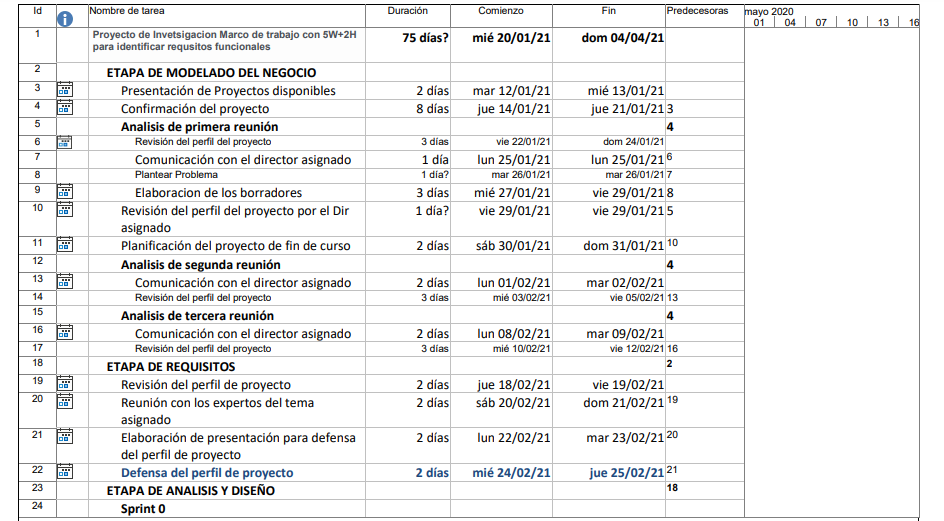 Id Nombre de tarea Duración Comienzo Fin Predecesoras mayo 2020
01 04 07 10 13 16
1 Proyecto de Invetsigacion Marco de trabajo con 5W+2H para identificar requsitos funcionales 75 días? mié 20/01/21 dom 04/04/21
2 ETAPA DE MODELADO DEL NEGOCIO
3 Presentación de Proyectos disponibles 2 días mar 12/01/21 mié 13/01/21
4 Confirmación del proyecto 8 días jue 14/01/21 jue 21/01/21 3
5 Analisis de primera reunión 4
6 Revisión del perfil del proyecto 3 días vie 22/01/21 dom 24/01/21
7 Comunicación con el director asignado 1 día lun 25/01/21 lun 25/01/21 6
8 Plantear Problema 1 día? mar 26/01/21 mar 26/01/21 7
9 Elaboracion de los borradores 3 días mié 27/01/21 vie 29/01/21 8
10 Revisión del perfil del proyecto por el Dir asignado 1 día? vie 29/01/21 vie 29/01/21 5
11 Planificación del proyecto de fin de curso 2 días sáb 30/01/21 dom 31/01/21 10
12 Analisis de segunda reunión 4
13 Comunicación con el director asignado 2 días lun 01/02/21 mar 02/02/21
14 Revisión del perfil del proyecto 3 días mié 03/02/21 vie 05/02/21 13
15 Analisis de tercera reunión 4
16 Comunicación con el director asignado 2 días lun 08/02/21 mar 09/02/21
17 Revisión del perfil del proyecto 3 días mié 10/02/21 vie 12/02/21 16
18 ETAPA DE REQUISITOS 2
19 Revisión del perfil de proyecto 2 días jue 18/02/21 vie 19/02/21
20 Reunión con los expertos del tema asignado 2 días sáb 20/02/21 dom 21/02/21 19
21 Elaboración de presentación para defensa del perfil de proyecto 2 días lun 22/02/21 mar 23/02/21 20
22 Defensa del perfil de proyecto 2 días mié 24/02/21 jue 25/02/21 21
23 ETAPA DE ANALISIS Y DISEÑO 18
24 Sprint 0